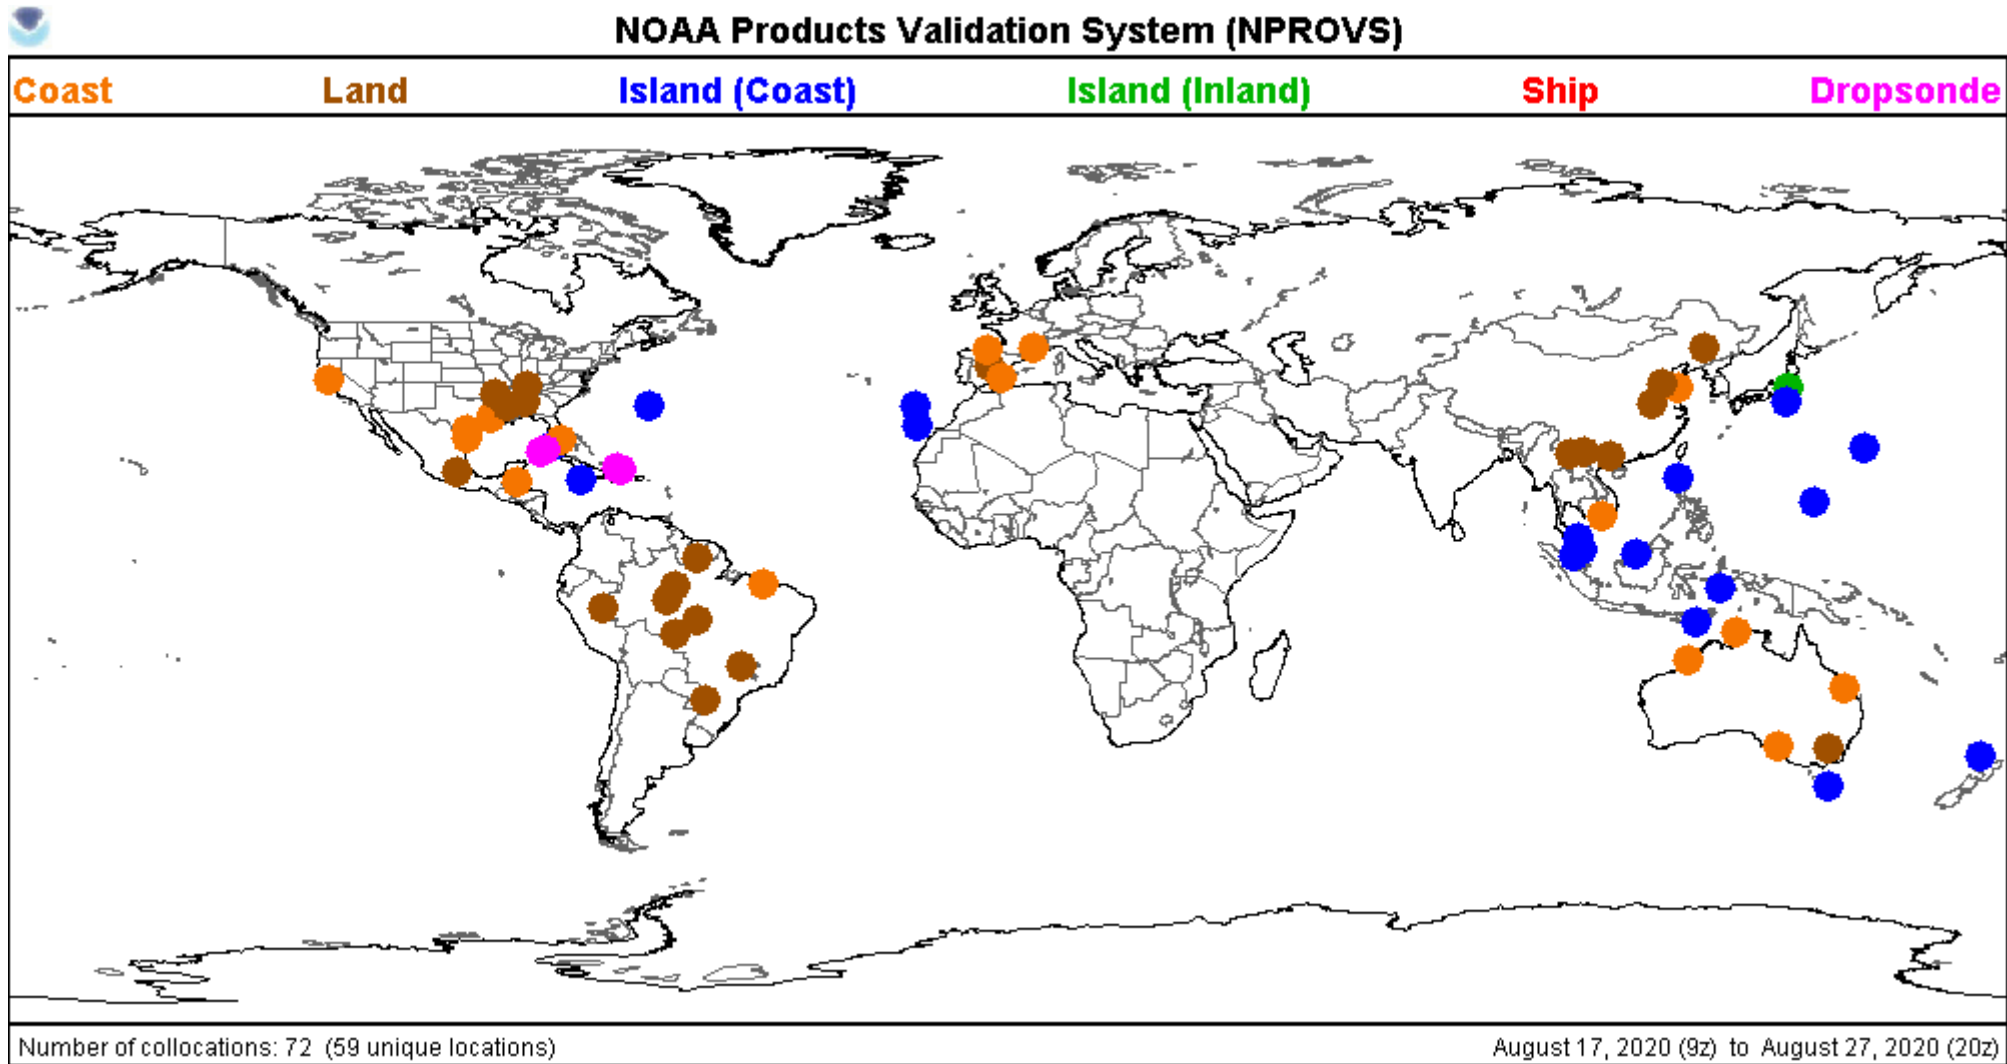 NOAA Products Validation System (NPROVS)
Coast Land Island (Coast) Island (Inland) Ship Dropsonde
Number of collocations: 72 (59 unique locations) August 17, 2020 (9z) to August 27, 2020 (20z)